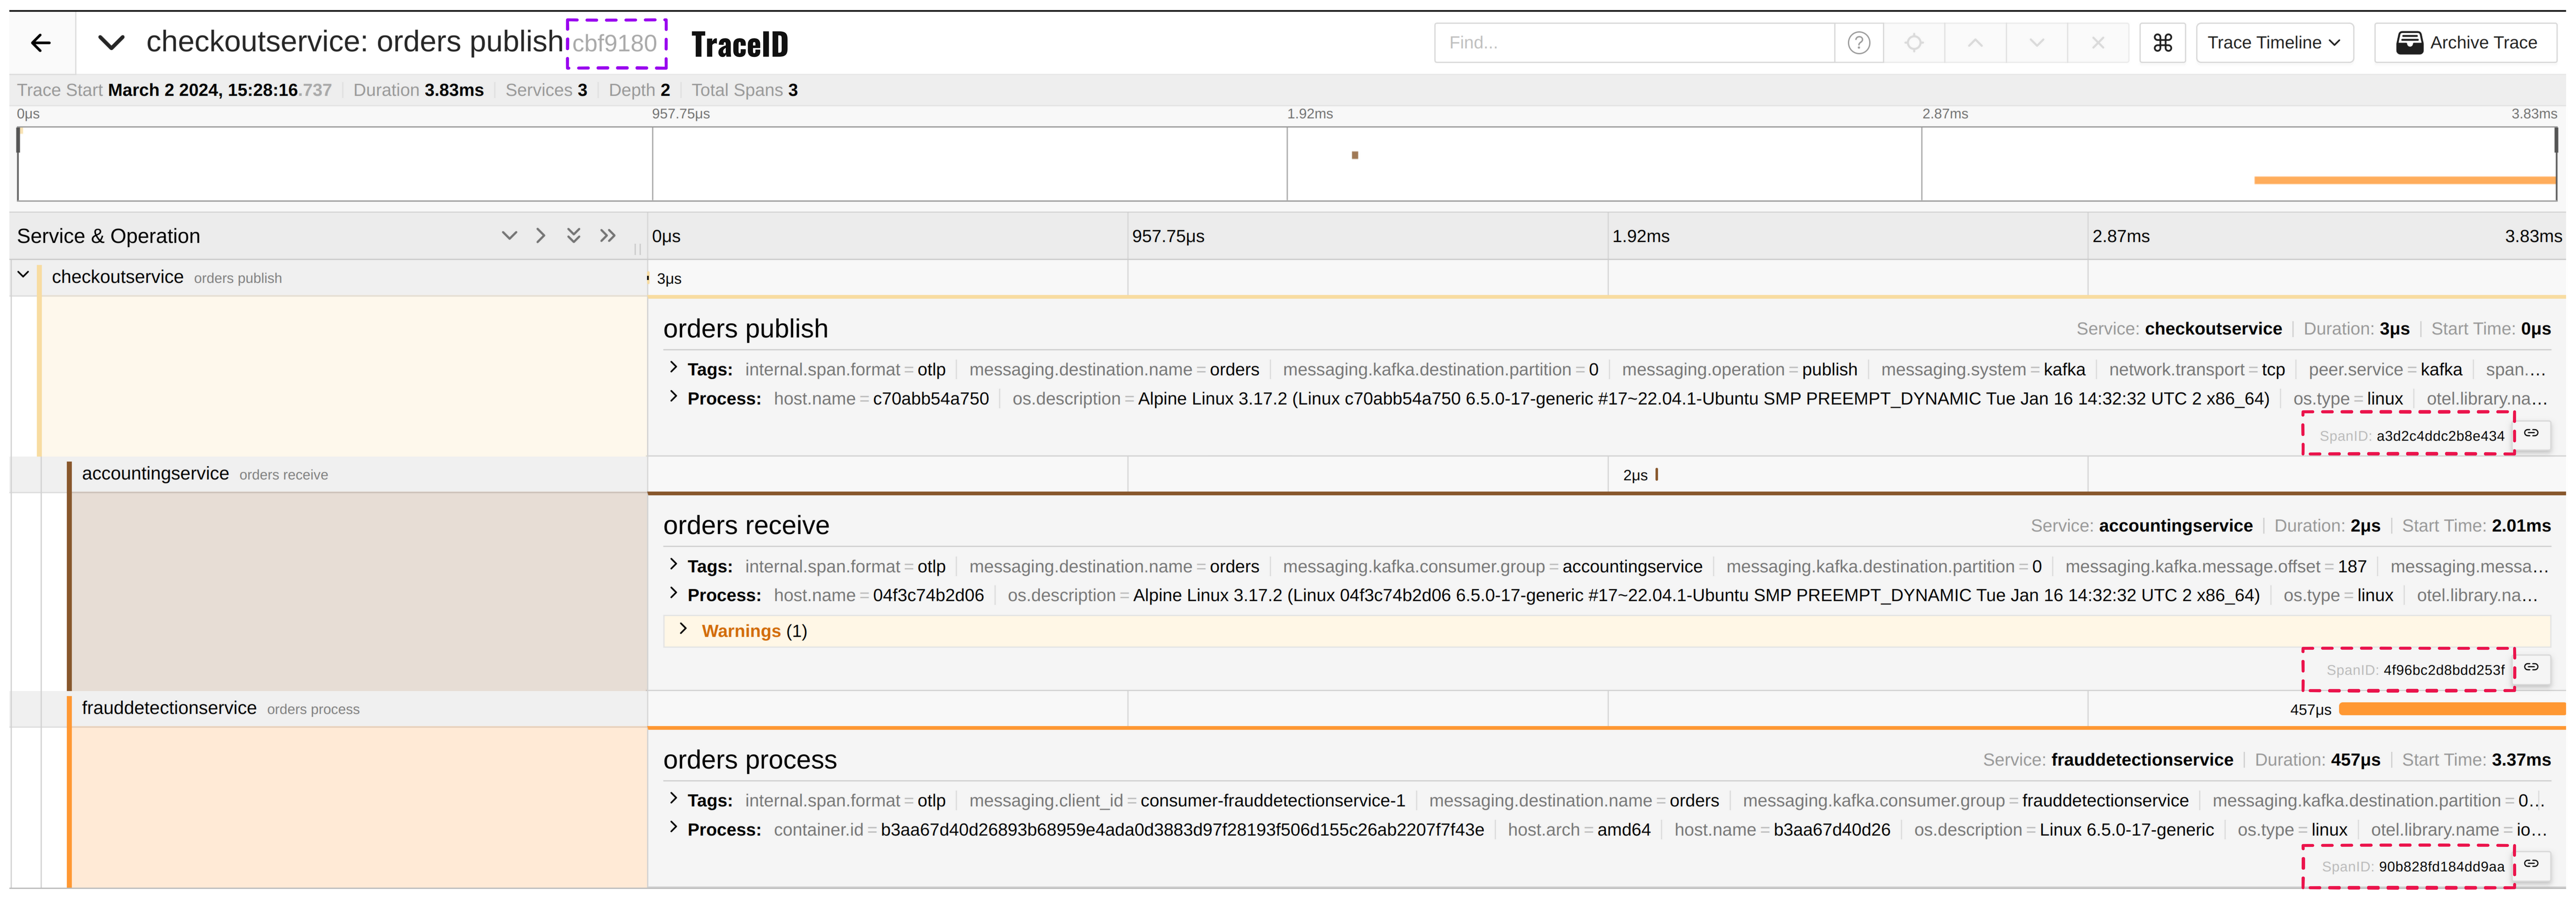 checkoutservice: orders publish cbf9180 TraceID Find... ? ⌘ Trace Timeline Archive Trace
Trace Start March 2 2024, 15:28:16.737 Duration 3.83ms Services 3 Depth 2 Total Spans 3
0μs 957.75μs 1.92ms 2.87ms 3.83ms
Service & Operation 0μs 957.75μs 1.92ms 2.87ms 3.83ms
checkoutservice orders publish 3μs
orders publish Service: checkoutservice Duration: 3μs Start Time: 0μs
Tags: internal.span.format = otlp messaging.destination.name = orders messaging.kafka.destination.partition = 0 messaging.operation = publish messaging.system = kafka network.transport = tcp peer.service = kafka span....
Process: host.name = c70abb54a750 os.description = Alpine Linux 3.17.2 (Linux c70abb54a750 6.5.0-17-generic #17~22.04.1-Ubuntu SMP PREEMPT_DYNAMIC Tue Jan 16 14:32:32 UTC 2 x86_64) os.type = linux otel.library.na...
SpanID: a3d2c4ddc2b8e434
accountingservice orders receive 2μs
orders receive Service: accountingservice Duration: 2μs Start Time: 2.01ms
Tags: internal.span.format = otlp messaging.destination.name = orders messaging.kafka.consumer.group = accountingservice messaging.kafka.destination.partition = 0 messaging.kafka.message.offset = 187 messaging.messa...
Process: host.name = 04f3c74b2d06 os.description = Alpine Linux 3.17.2 (Linux 04f3c74b2d06 6.5.0-17-generic #17~22.04.1-Ubuntu SMP PREEMPT_DYNAMIC Tue Jan 16 14:32:32 UTC 2 x86_64) os.type = linux otel.library.na...
Warnings (1)
SpanID: 4f96bc2d8bdd253f
frauddetectionservice orders process 457μs
orders process Service: frauddetectionservice Duration: 457μs Start Time: 3.37ms
Tags: internal.span.format = otlp messaging.client_id = consumer-frauddetectionservice-1 messaging.destination.name = orders messaging.kafka.consumer.group = frauddetectionservice messaging.kafka.destination.partition = 0...
Process: container.id = b3aa67d40d26893b68959e4ada0d3883d97f28193f506d155c26ab2207f7f43e host.arch = amd64 host.name = b3aa67d40d26 os.description = Linux 6.5.0-17-generic os.type = linux otel.library.name = io...
SpanID: 90b828fd184dd9aa